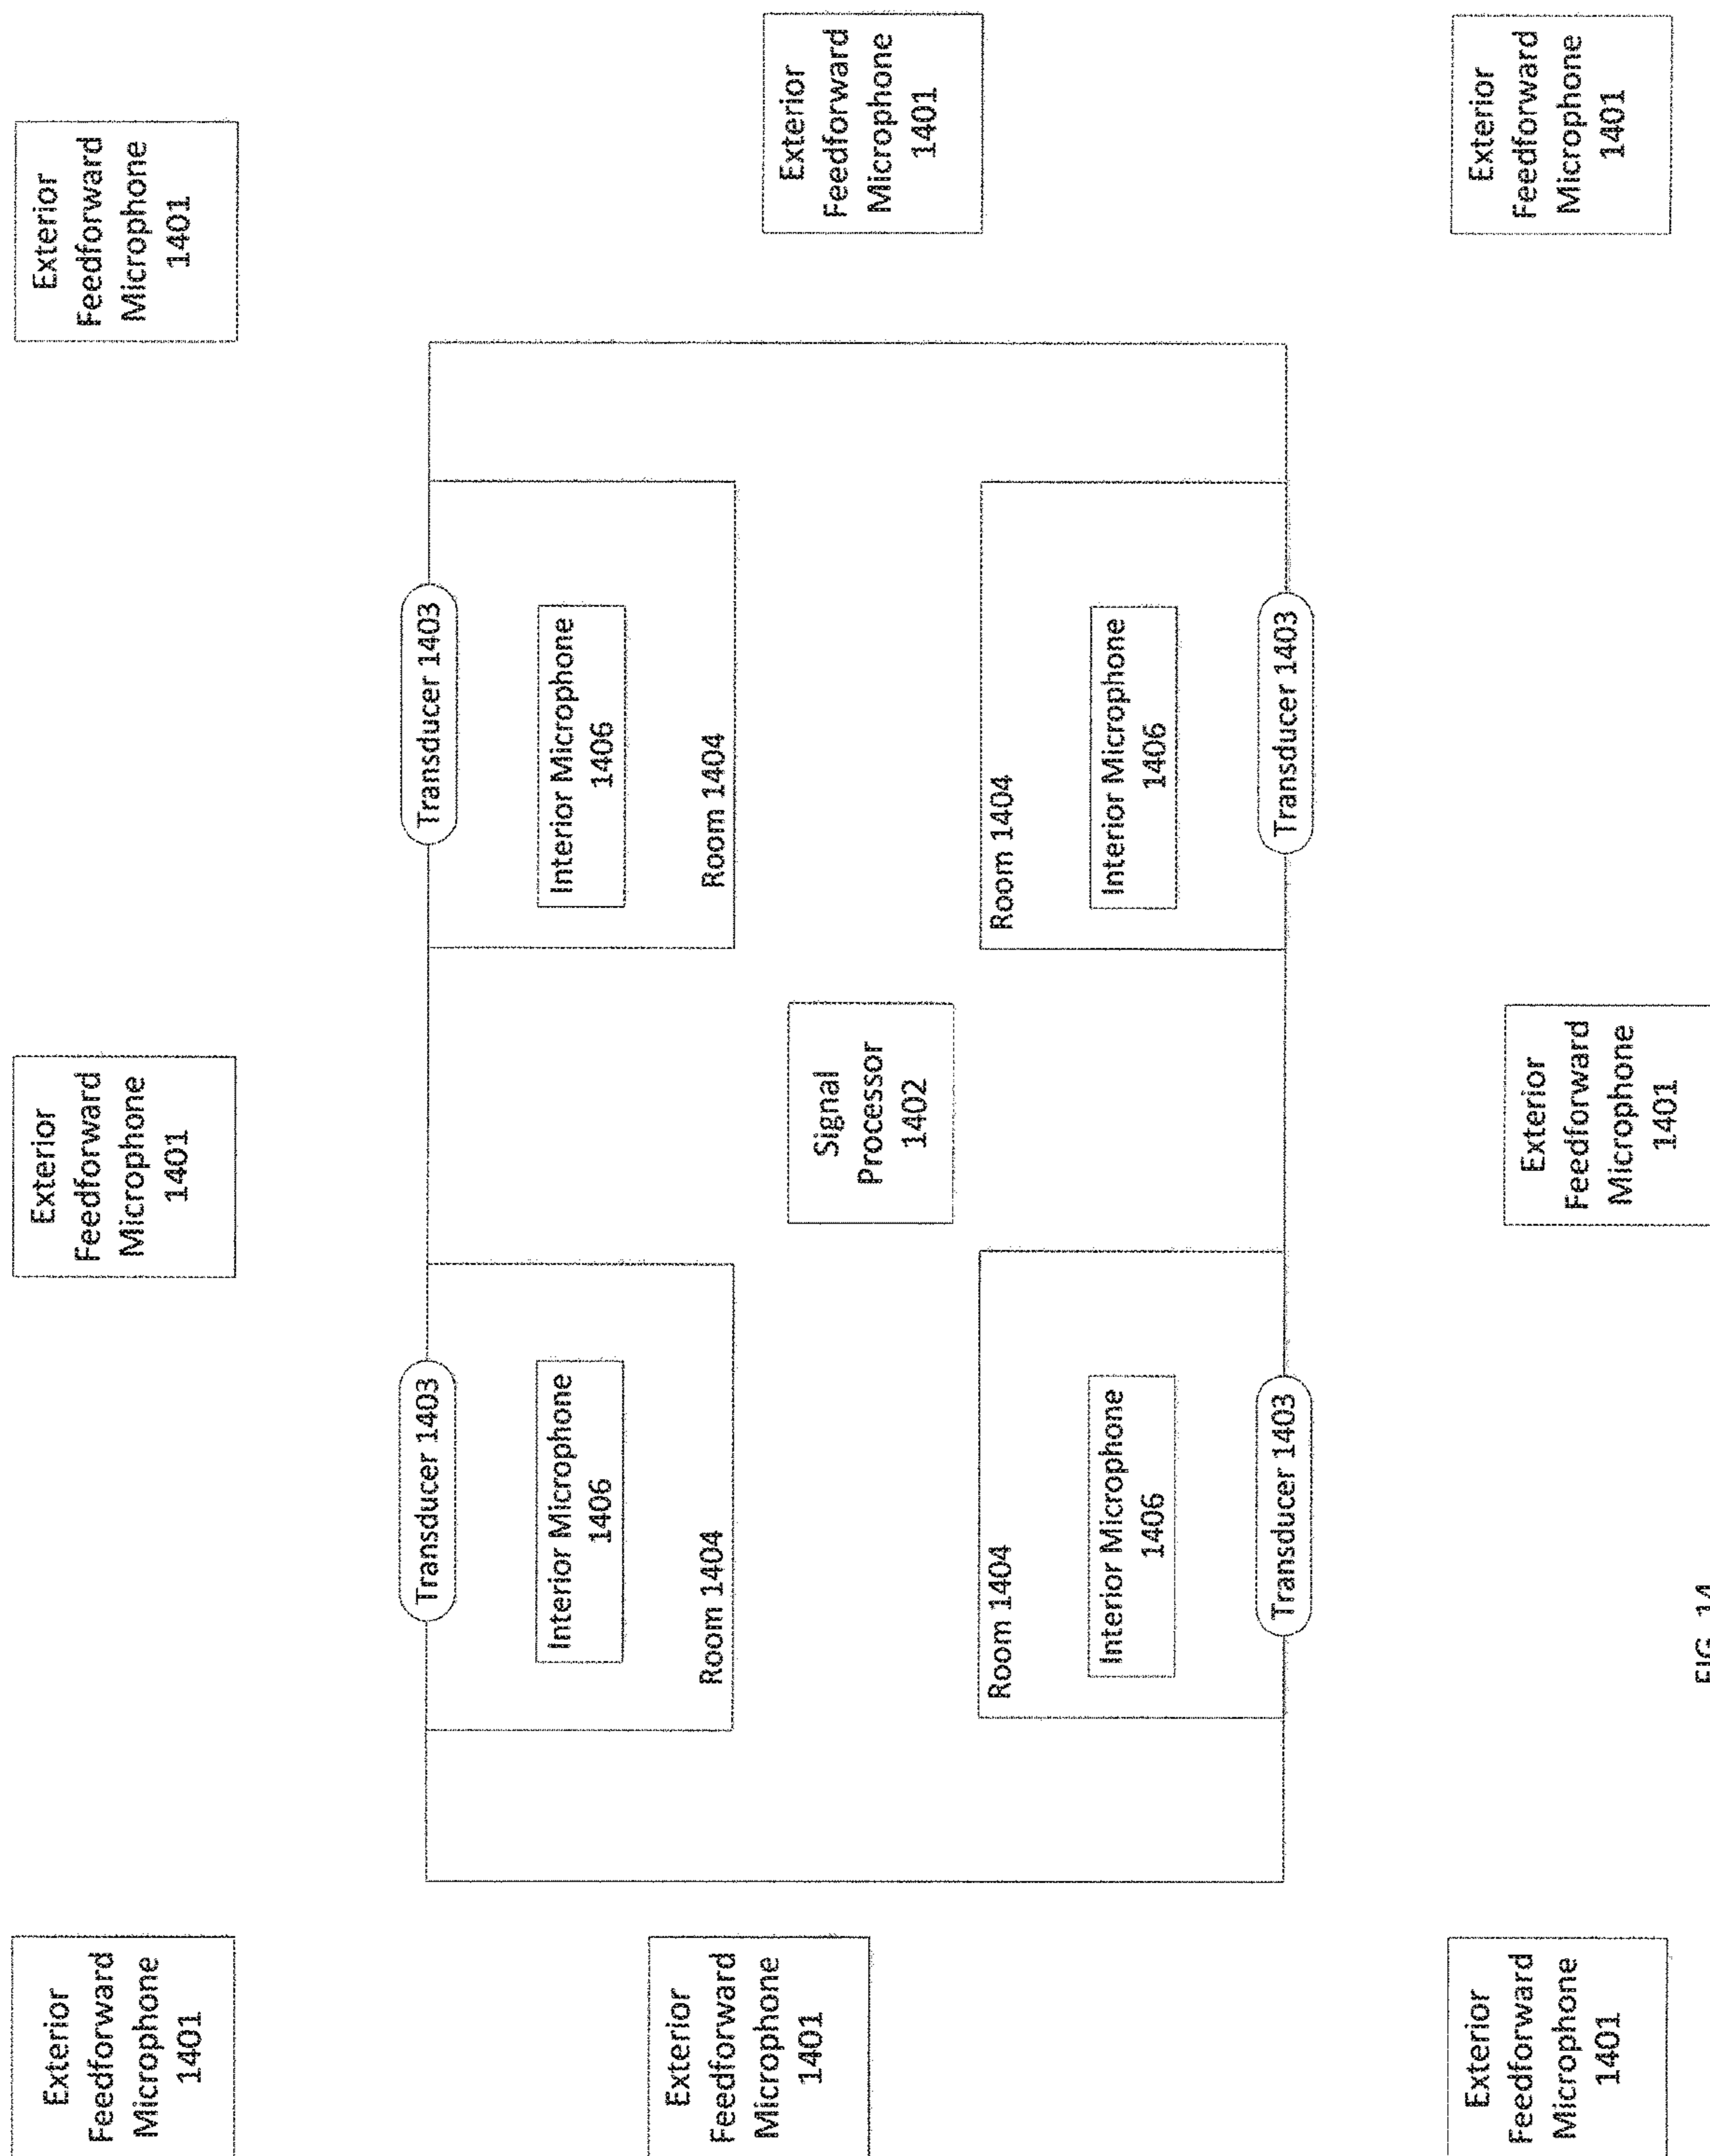 Exterior
Feedforward
Microphone
1401
Exterior
Feedforward
Microphone
1401
Exterior
Feedforward
Microphone
1401
Transducer 1403
Interior Microphone
1406
Room 1404
Transducer 1403
Interior Microphone
1406
Room 1404
Exterior
Feedforward
Microphone
1401
Signal
Processor
1402
Exterior
Feedforward
Microphone
1401
Room 1404
Interior Microphone
1406
Transducer 1403
Room 1404
Interior Microphone
1406
Transducer 1403
Exterior
Feedforward
Microphone
1401
Exterior
Feedforward
Microphone
1401
Exterior
Feedforward
Microphone
1401
FIG. 14